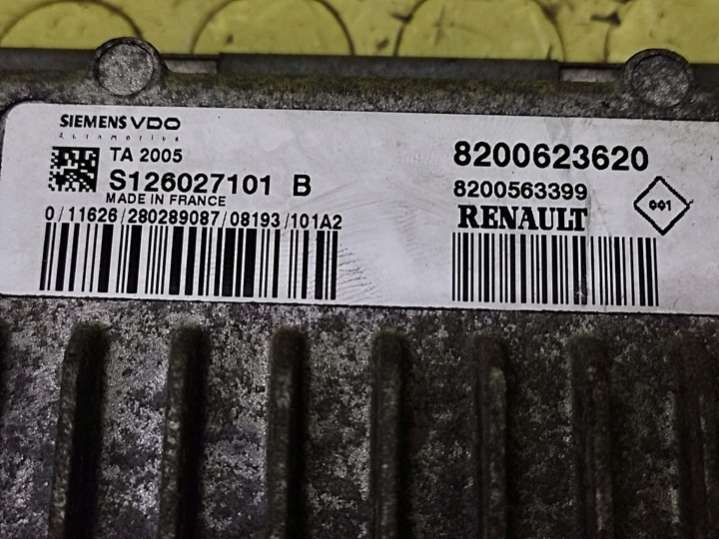 SIEMENS VDO
Automotive
TA 2005
S126027101 B
MADE IN FRANCE
0/11626/280289087/08193/101A2
8200623620
8200563399
RENAULT
001